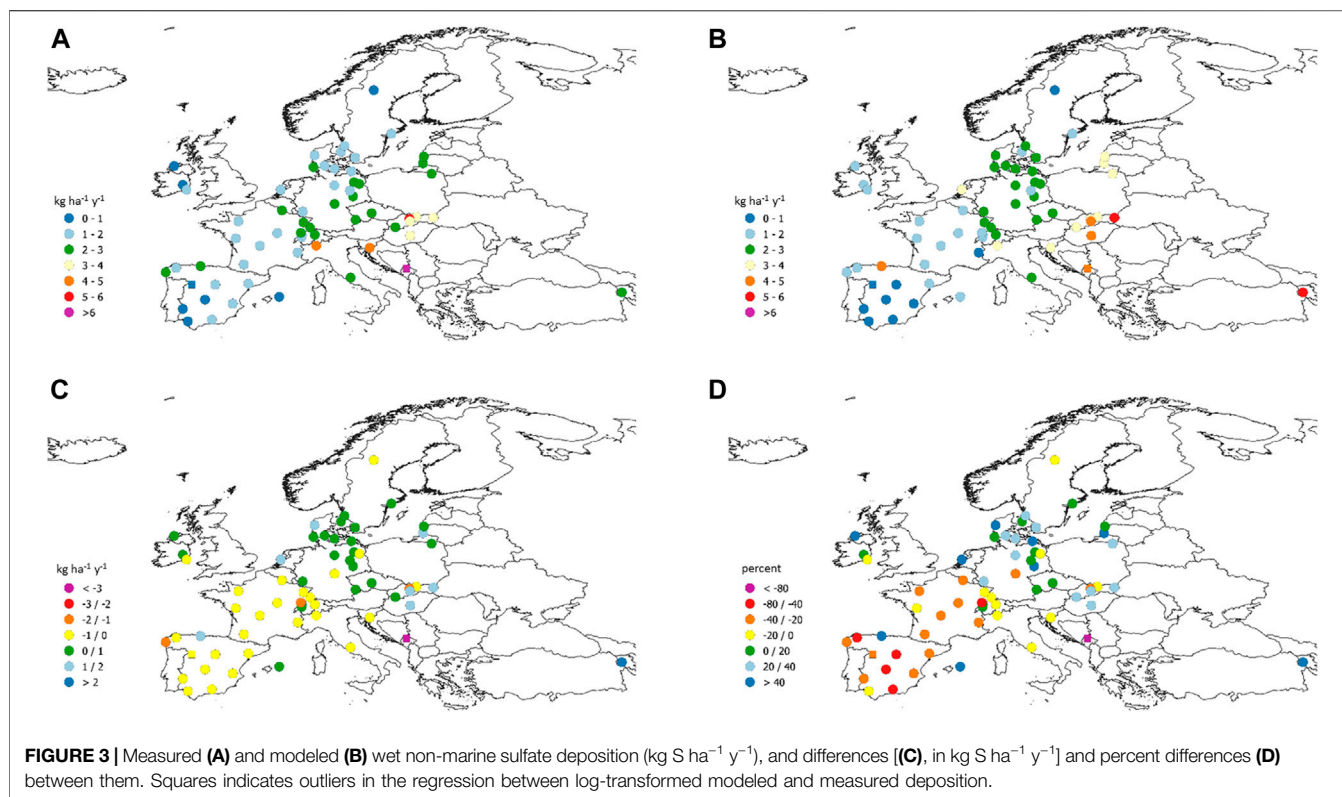 A
B
kg ha⁻¹ y⁻¹
0 - 1
1 - 2
2 - 3
3 - 4
4 - 5
5 - 6
>6
kg ha⁻¹ y⁻¹
0 - 1
1 - 2
2 - 3
3 - 4
4 - 5
5 - 6
>6
C
D
kg ha⁻¹ y⁻¹
< -3
-3 / -2
-2 / -1
-1 / 0
0 / 1
1 / 2
> 2
percent
< -80
-80 / -40
-40 / -20
-20 / 0
0 / 20
20 / 40
> 40
FIGURE 3 | Measured (A) and modeled (B) wet non-marine sulfate deposition (kg S ha⁻¹ y⁻¹), and differences [(C), in kg S ha⁻¹ y⁻¹] and percent differences (D)
between them. Squares indicates outliers in the regression between log-transformed modeled and measured deposition.